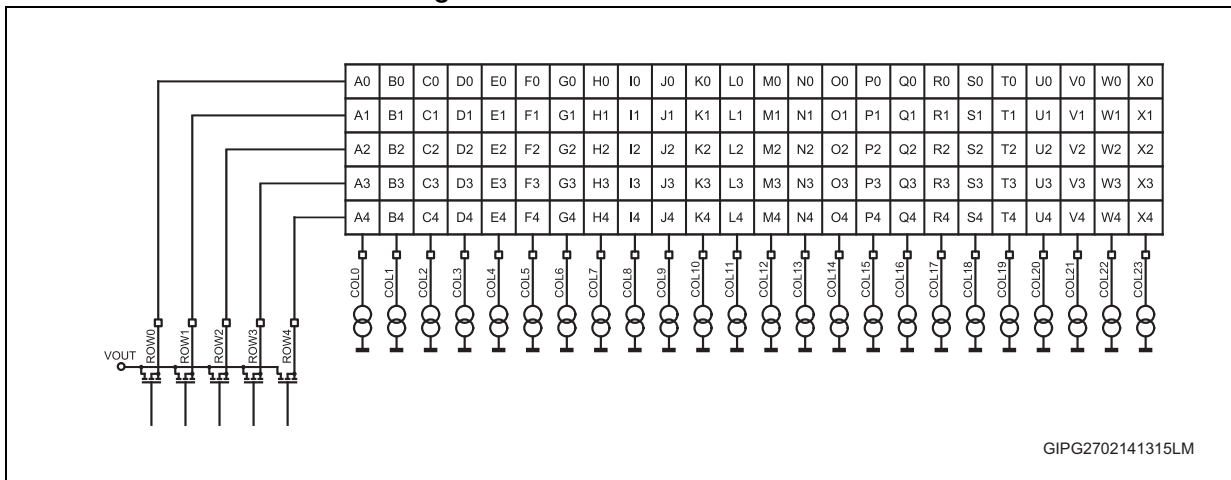 g
A0 B0 C0 D0 E0 F0 G0 H0 I0 J0 K0 L0 M0 N0 O0 P0 Q0 R0 S0 T0 U0 V0 W0 X0
A1 B1 C1 D1 E1 F1 G1 H1 I1 J1 K1 L1 M1 N1 O1 P1 Q1 R1 S1 T1 U1 V1 W1 X1
A2 B2 C2 D2 E2 F2 G2 H2 I2 J2 K2 L2 M2 N2 O2 P2 Q2 R2 S2 T2 U2 V2 W2 X2
A3 B3 C3 D3 E3 F3 G3 H3 I3 J3 K3 L3 M3 N3 O3 P3 Q3 R3 S3 T3 U3 V3 W3 X3
A4 B4 C4 D4 E4 F4 G4 H4 I4 J4 K4 L4 M4 N4 O4 P4 Q4 R4 S4 T4 U4 V4 W4 X4
COL0 COL1 COL2 COL3 COL4 COL5 COL6 COL7 COL8 COL9 COL10 COL11 COL12 COL13 COL14 COL15 COL16 COL17 COL18 COL19 COL20 COL21 COL22 COL23
VOUT ROW0 ROW1 ROW2 ROW3 ROW4
GIPG2702141315LM